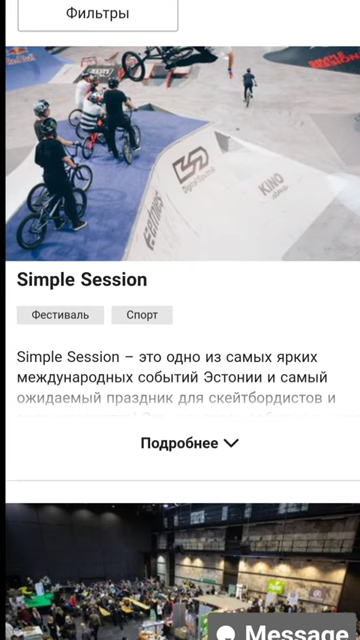 Фильтры
KINO
Simple Session
Фестиваль
Спорт
Simple Session – это одно из самых ярких
международных событий Эстонии и самый
ожидаемый праздник для скейтбордистов и
Подробнее
Message